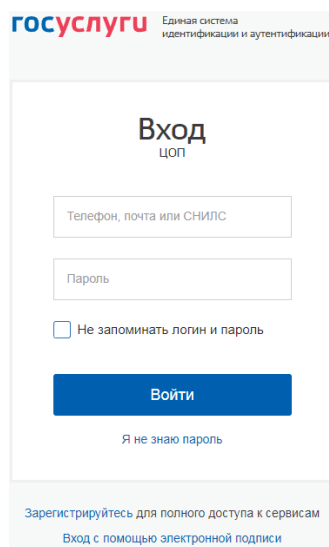 госуслуги
Единая система
идентификации и аутентификации
Вход
ЦОП
Телефон, почта или СНИЛС
Пароль
Не запоминать логин и пароль
Войти
Я не знаю пароль
Зарегистрируйтесь для полного доступа к сервисам
Вход с помощью электронной подписи